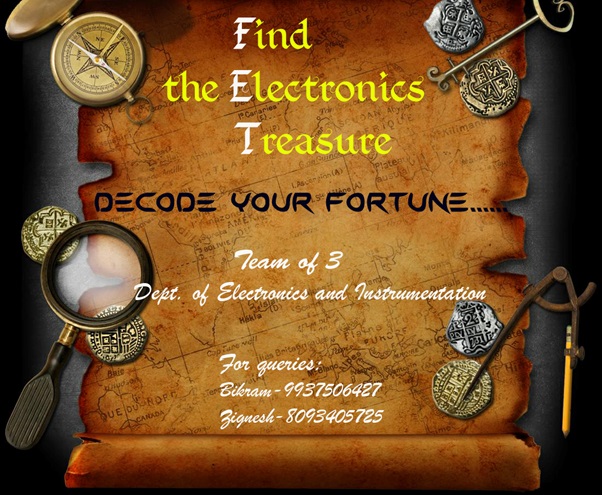 Find
the Electronics
Treasure
DECODE YOUR FORTUNE......
Team of 3
Dept. of Electronics and Instrumentation
For queries:
Bikram-9937506427
Zignesh-8093405725